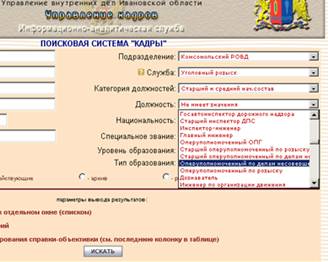 Управление внутренних дел Ивановской области
Управление кадров
Информационно-аналитическая служба
ПОИСКОВАЯ СИСТЕМА "КАДРЫ"
Подразделение: Комсомольский РОВД
Служба: Уголовный розыск
Категория должностей: Старший и средний нач.состав
Должность: Не имеет значения
Госавтоинспектор дорожного надзора
Старший инспектор ДПС
Инспектор-инженер
Главный инженер
Оперуполномоченный ОПГ
Старший оперуполномоченный по розыску
Старший оперуполномоченный по делам не
Оперуполномоченный по делам несоверше
Оперуполномоченный по розыску
Дознаватель
Инженер по организации движения
Национальность:
Специальное звание:
Уровень образования:
Тип образования:
действующие - архив - р
параметры вывода результатов:
в отдельном окне (списком)
ий
рования справки-объективки (см. последнюю колонку в таблице)
ИСКАТЬ